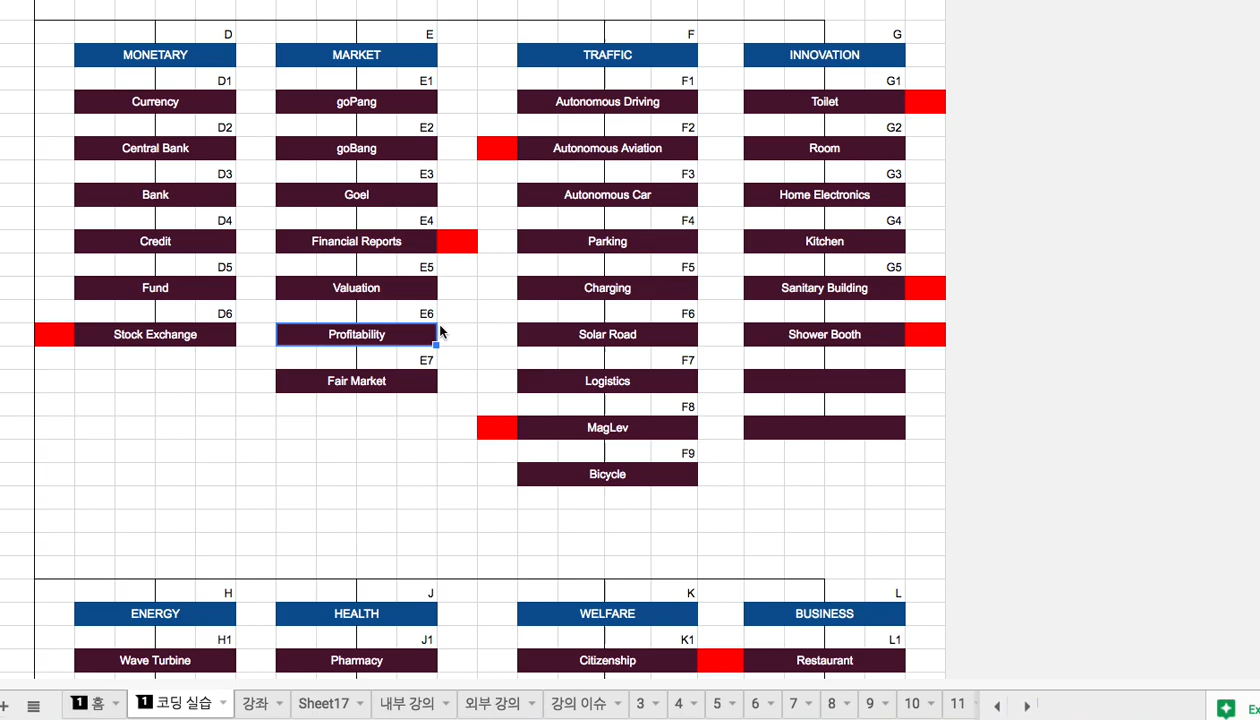 D E F G
MONETARY MARKET TRAFFIC INNOVATION
D1 E1 F1 G1
Currency goPang Autonomous Driving Toilet
D2 E2 F2 G2
Central Bank goBang Autonomous Aviation Room
D3 E3 F3 G3
Bank Goel Autonomous Car Home Electronics
D4 E4 F4 G4
Credit Financial Reports Parking Kitchen
D5 E5 F5 G5
Fund Valuation Charging Sanitary Building
D6 E6 F6
Stock Exchange Profitability Solar Road Shower Booth
E7 F7
Fair Market Logistics
F8
MagLev
F9
Bicycle
H J K L
ENERGY HEALTH WELFARE BUSINESS
H1 J1 K1 L1
Wave Turbine Pharmacy Citizenship Restaurant
1 홈 1 코딩 실습 강좌 Sheet17 내부 강의 외부 강의 강의 이슈 3 4 5 6 7 8 9 10 11